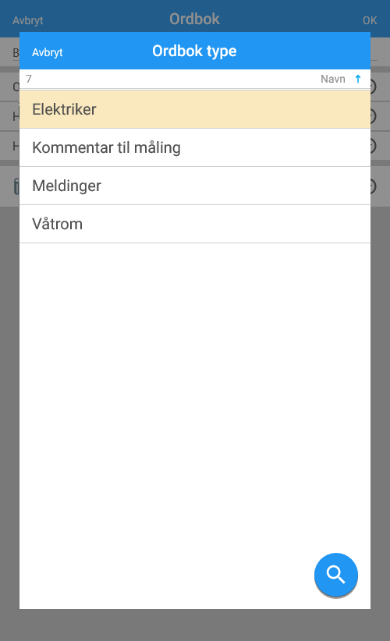 Avbryt Ordbok OK
Avbryt Ordbok type
7 Navn ↑
Elektriker
Kommentar til måling
Meldinger
Våtrom